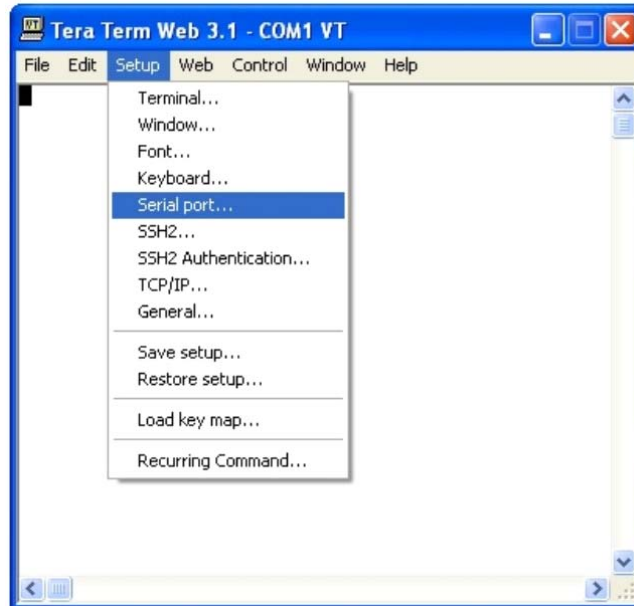 Tera Term Web 3.1 - COM1 VT
File Edit Setup Web Control Window Help
Terminal...
Window...
Font...
Keyboard...
Serial port...
SSH2...
SSH2 Authentication...
TCP/IP...
General...
Save setup...
Restore setup...
Load key map...
Recurring Command...